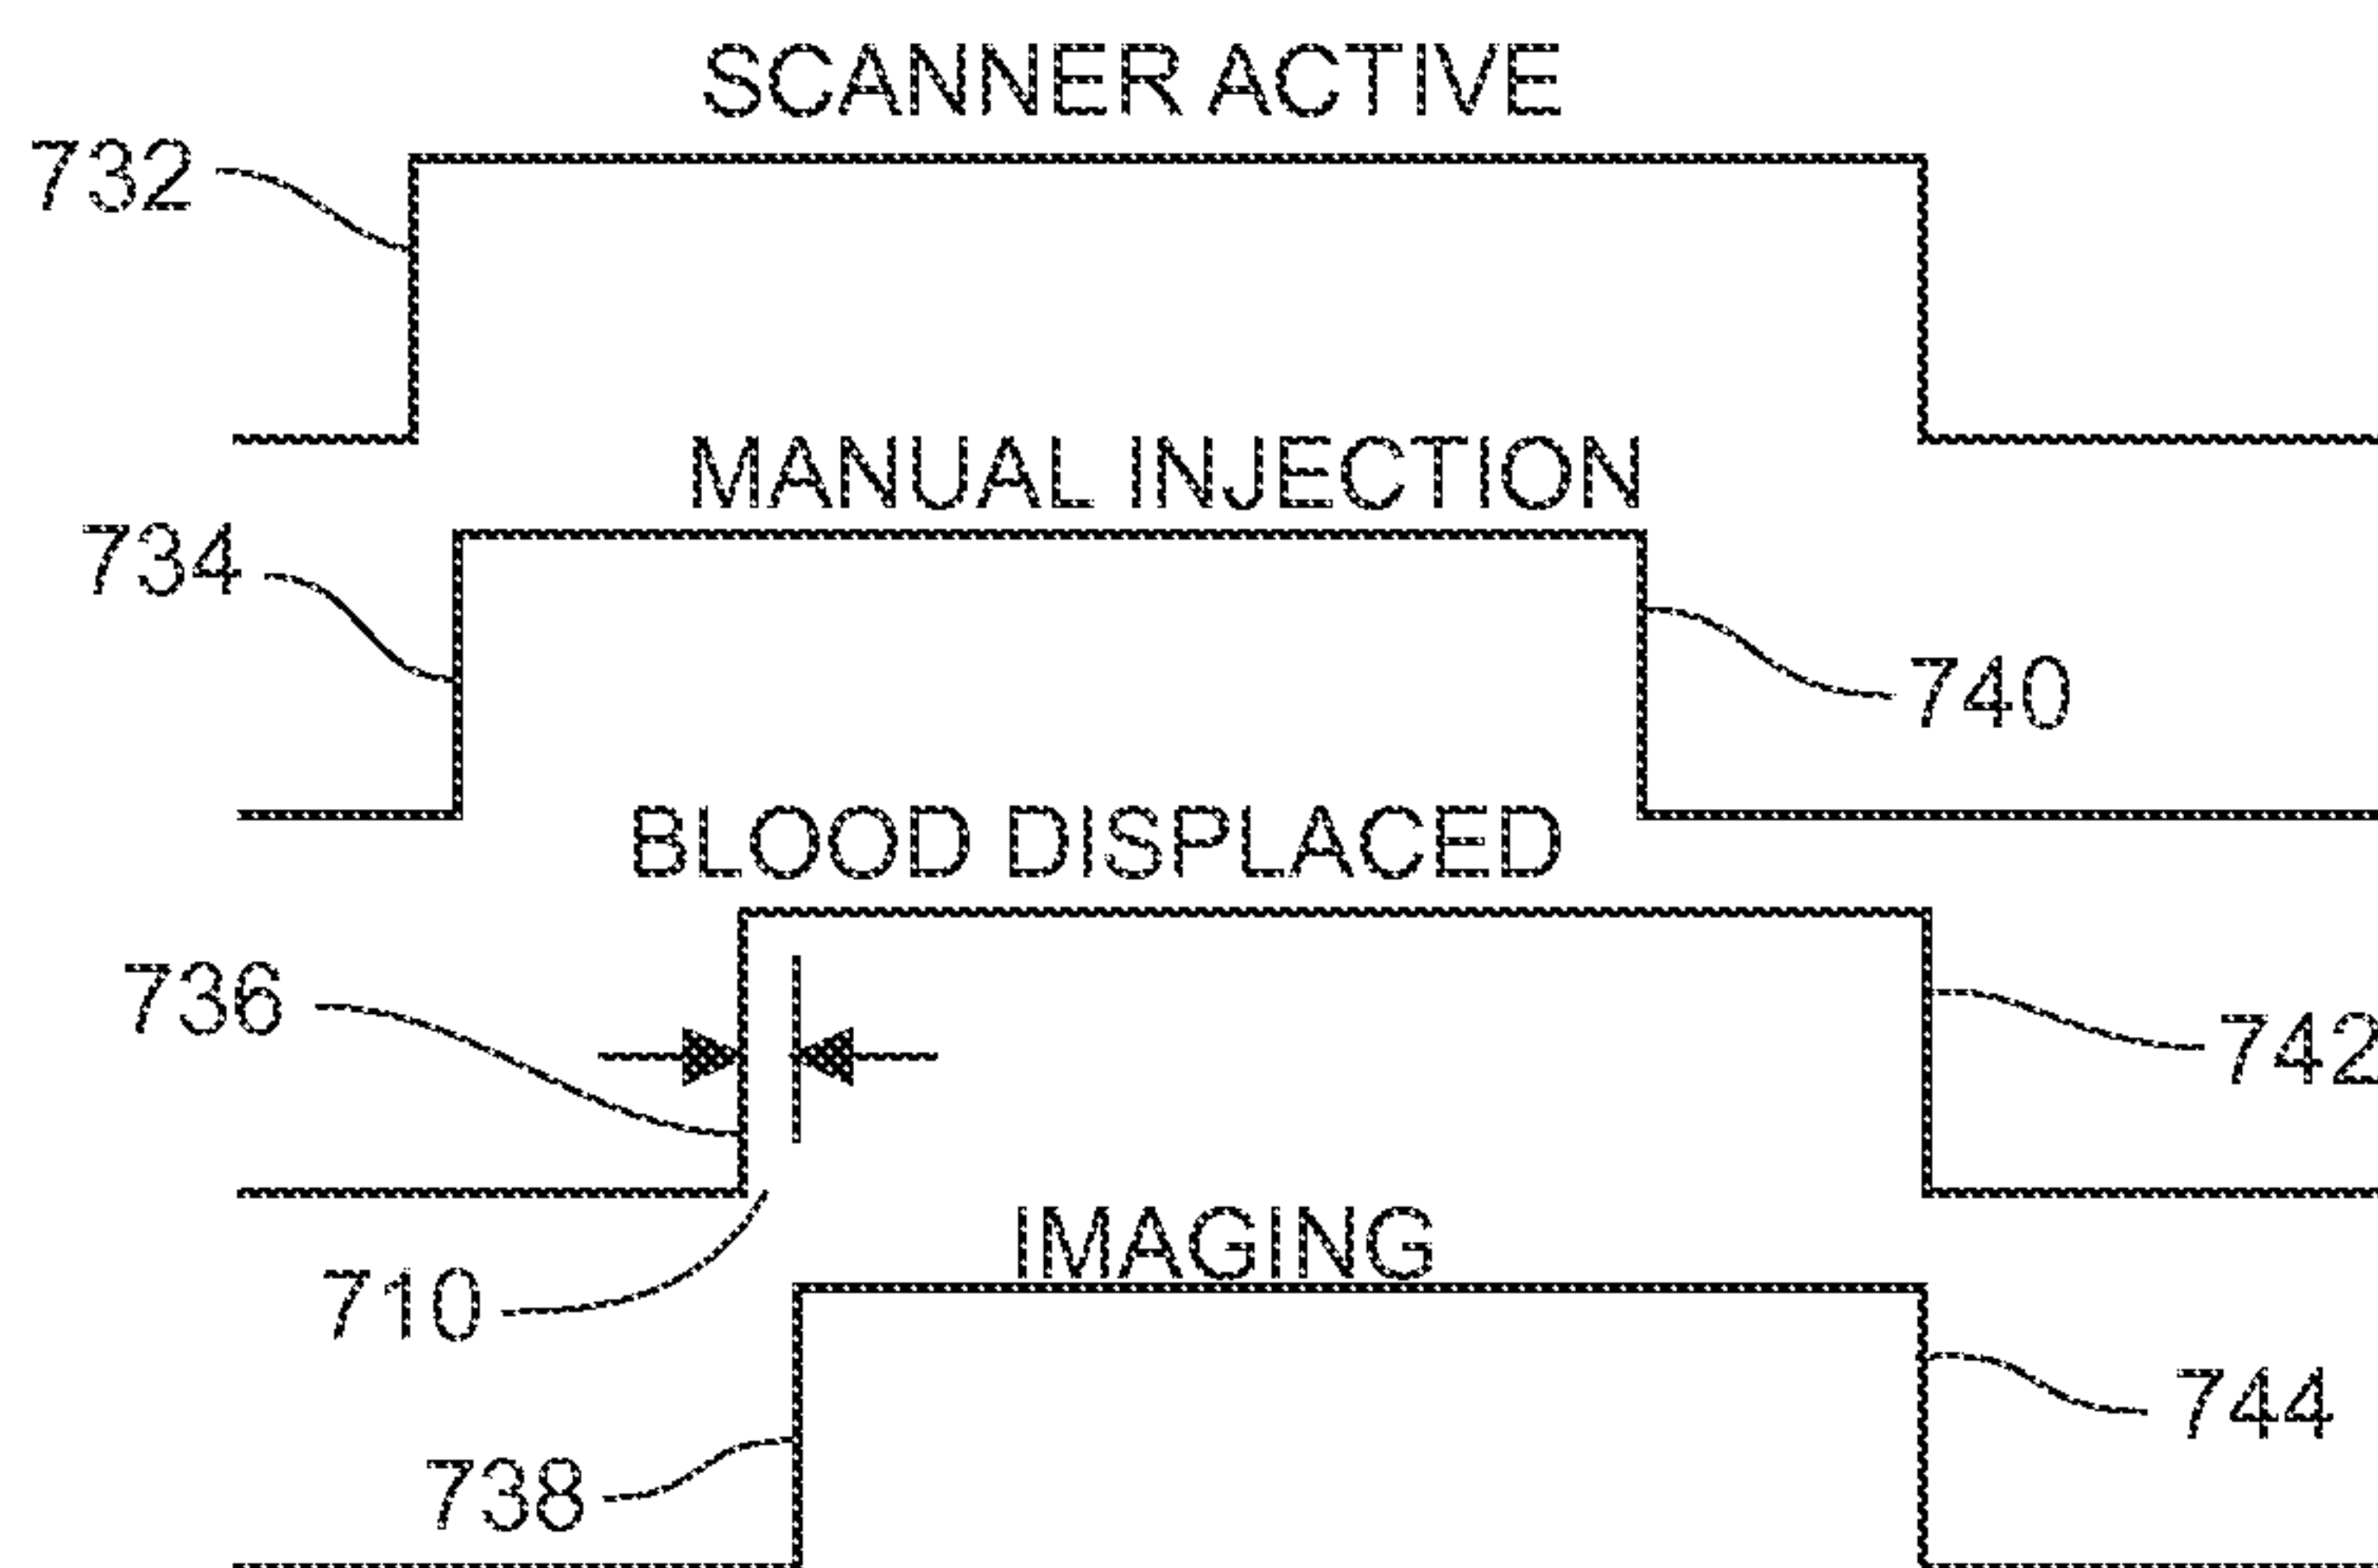 SCANNER ACTIVE
732
MANUAL INJECTION
734
740
BLOOD DISPLACED
736
742
IMAGING
710
744
738